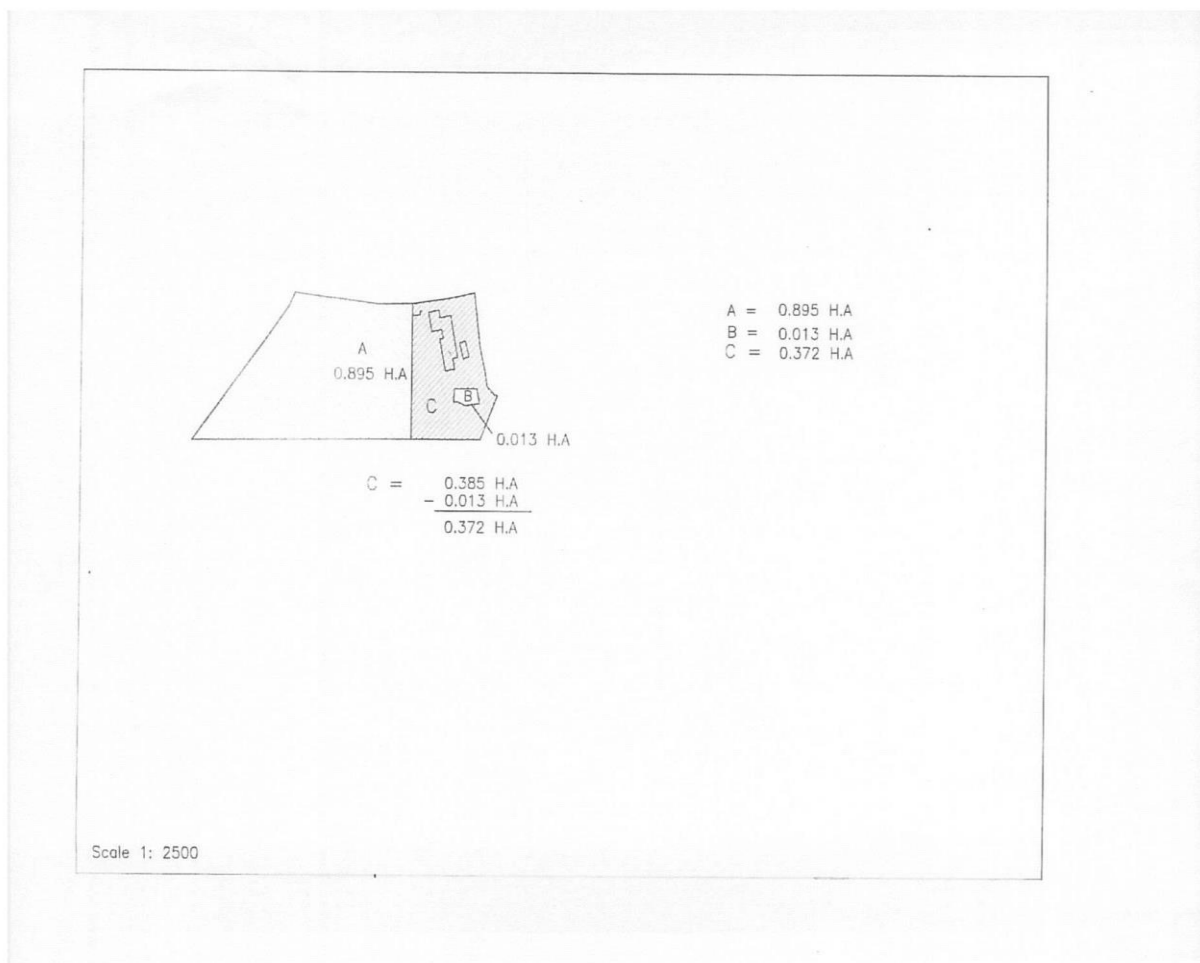 A = 0.895 H.A
B = 0.013 H.A
C = 0.372 H.A
A
0.895 H.A
C
B
0.013 H.A
C = 0.385 H.A
- 0.013 H.A
0.372 H.A
Scale 1: 2500